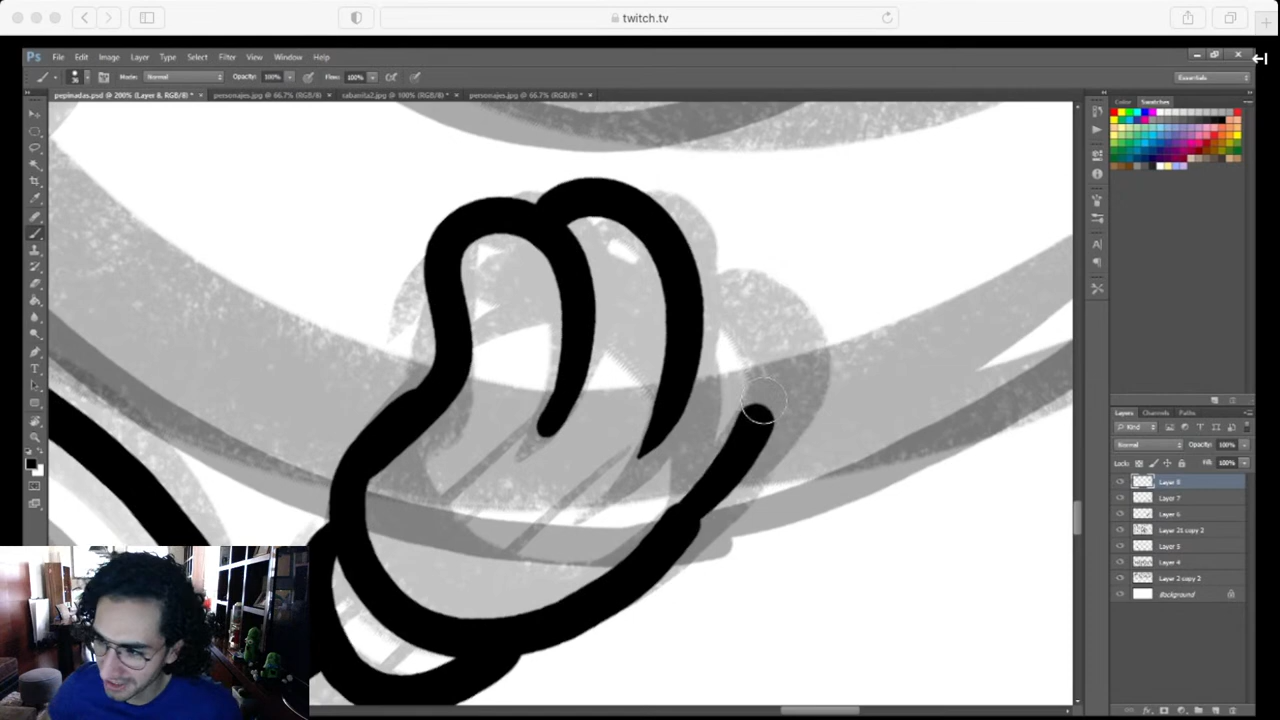 twitch.tv
Ps File Edit Image Layer Type Select Filter View Window Help
36 Mode: Normal Opacity: 100% Flow: 100% Essentials
pepinadas.psd @ 200% (Layer 8, RGB/8) * × personajes.jpg @ 66.7% (RGB/8) × cabanita2.jpg @ 100% (RGB/8) * × personajes.jpg @ 66.7% (RGB/8) * ×
Color Swatches
Layers Channels Paths
Kind
Normal Opacity: 100%
Lock: Fill: 100%
Layer 8
Layer 7
Layer 6
Layer 21 copy 2
Layer 5
Layer 4
Layer 2 copy 2
Background